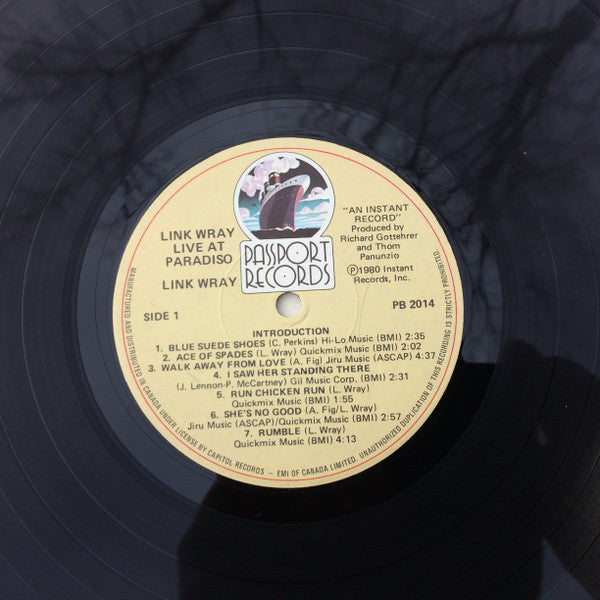 LINK WRAY
LIVE AT
PARADISO
LINK WRAY
SIDE 1
PASSPORT
RECORDS
"AN INSTANT
RECORD"
Produced by
Richard Gottehrer
and Thom
Panunzio
Ⓟ1980 Instant
Records, Inc.
PB 2014
INTRODUCTION
1. BLUE SUEDE SHOES (C. Perkins) Hi-Lo Music (BMI) 2:35
2. ACE OF SPADES (L. Wray) Quickmix Music (BMI) 2:02
3. WALK AWAY FROM LOVE (A. Fig) Jiru Music (ASCAP) 4:37
4. I SAW HER STANDING THERE
(J. Lennon-P. McCartney) Gil Music Corp. (BMI) 2:31
5. RUN CHICKEN RUN (L. Wray)
Quickmix Music (BMI) 1:55
6. SHE'S NO GOOD (A. Fig/L. Wray)
Jiru Music (ASCAP)/Quickmix Music (BMI) 2:57
7. RUMBLE (L. Wray)
Quickmix Music (BMI) 4:13
MANUFACTURED AND DISTRIBUTED IN CANADA UNDER LICENSE BY CAPITOL RECORDS – EMI OF CANADA LIMITED. UNAUTHORIZED DUPLICATION OF THIS RECORDING IS STRICTLY PROHIBITED.